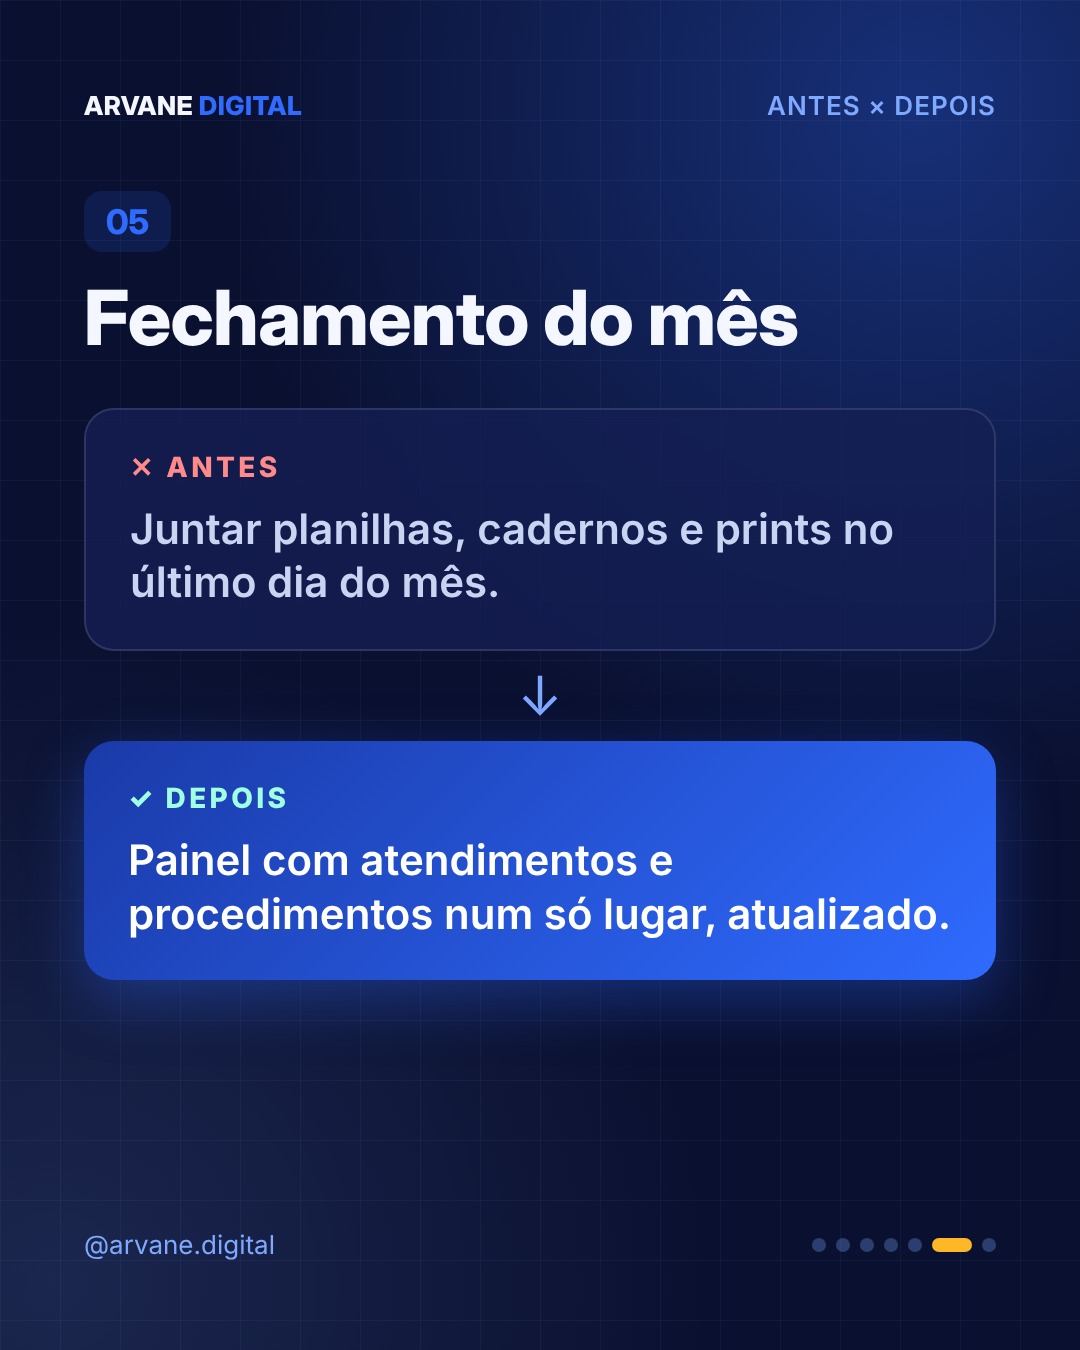 ARVANE DIGITAL
ANTES × DEPOIS
05
Fechamento do mês
✕ ANTES
Juntar planilhas, cadernos e prints no
último dia do mês.
↓
✓ DEPOIS
Painel com atendimentos e
procedimentos num só lugar, atualizado.
@arvane.digital